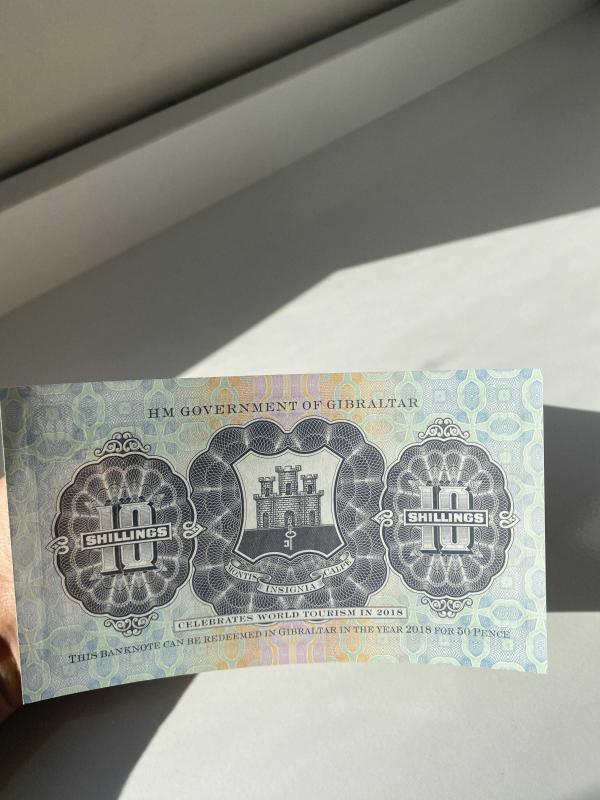 HM GOVERNMENT OF GIBRALTAR
10
SHILLINGS
10
SHILLINGS
MONTIS
INSIGNIA
CALPE
CELEBRATES WORLD TOURISM IN 2018
THIS BANKNOTE CAN BE REDEEMED IN GIBRALTAR IN THE YEAR 2018 FOR 50 PENCE